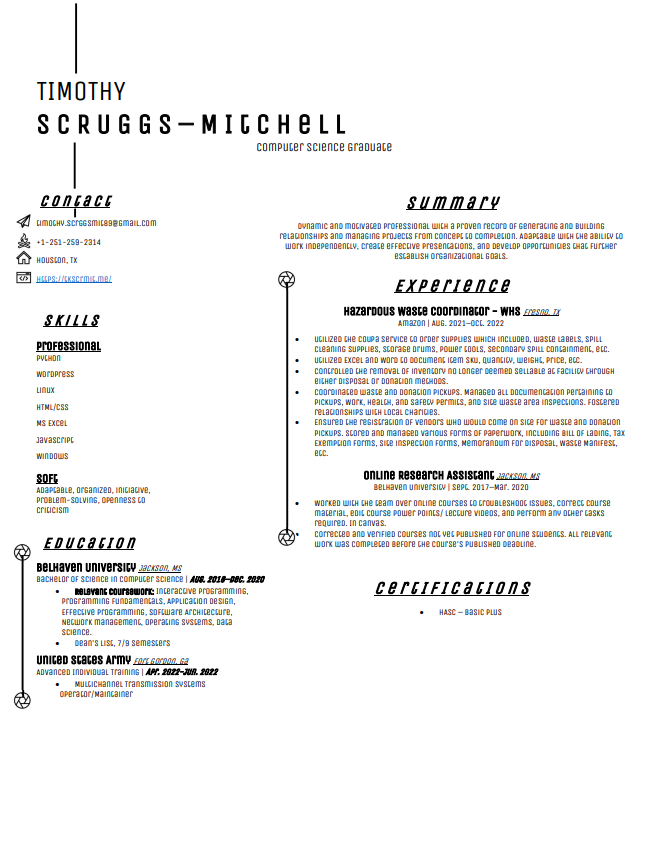 TIMOTHY
SCRUGGS–MITCHELL
Computer Science Graduate
Contact
timothy.scrggsmit89@gmail.com
+1-251-259-2314
Houston, TX
https://tkscrmit.me/
SKILLS
Professional
Python
WordPress
Linux
HTML/CSS
MS Excel
JavaScript
Windows
Soft
Adaptable, Organized, Initiative,
Problem-solving, Openness to
Criticism
Education
Belhaven University Jackson, MS
Bachelor of Science in Computer Science | Aug. 2016–Dec. 2020
• Relevant Coursework: Interactive Programming,
Programming Fundamentals, Application Design,
Effective Programming, Software Architecture,
Network Management, Operating Systems, Data
Science.
• Dean's List, 7/9 Semesters
United States Army Fort Gordon, Ga
Advanced Individual Training | Apr. 2022–Jun. 2022
• Multichannel Transmission Systems
Operator/Maintainer
Summary
Dynamic and motivated professional with a proven record of generating and building
relationships and managing projects from concept to completion. Adaptable with the ability to
work independently, create effective presentations, and develop opportunities that further
establish organizational goals.
Experience
Hazardous Waste Coordinator – WHS Fresno, TX
Amazon | Aug. 2021–Oct. 2022
• Utilized the Coupa service to order supplies which included, waste labels, spill
cleaning supplies, storage drums, power tools, secondary spill containment, etc.
• Utilized Excel and Word to document item SKU, quantity, weight, price, etc.
• Controlled the removal of inventory no longer deemed sellable at facility through
either disposal or donation methods.
• Coordinated waste and donation pickups. Managed all documentation pertaining to
pickups, work, health, and safety permits, and site waste area inspections. Fostered
relationships with local charities.
• Ensured the registration of vendors who would come on site for waste and donation
pickups. Stored and managed various forms of paperwork, including Bill of Lading, Tax
Exemption forms, Site Inspection forms, Memorandum for Disposal, Waste Manifest,
etc.
Online Research Assistant Jackson, MS
Belhaven University | Sept. 2017–Mar. 2020
• Worked with the team over online courses to troubleshoot issues, correct course
material, edit course Power Points/ lecture videos, and perform any other tasks
required. In Canvas.
• Corrected and verified courses not yet published for online students. All relevant
work was completed before the course's published deadline.
Certifications
• HASC – Basic Plus